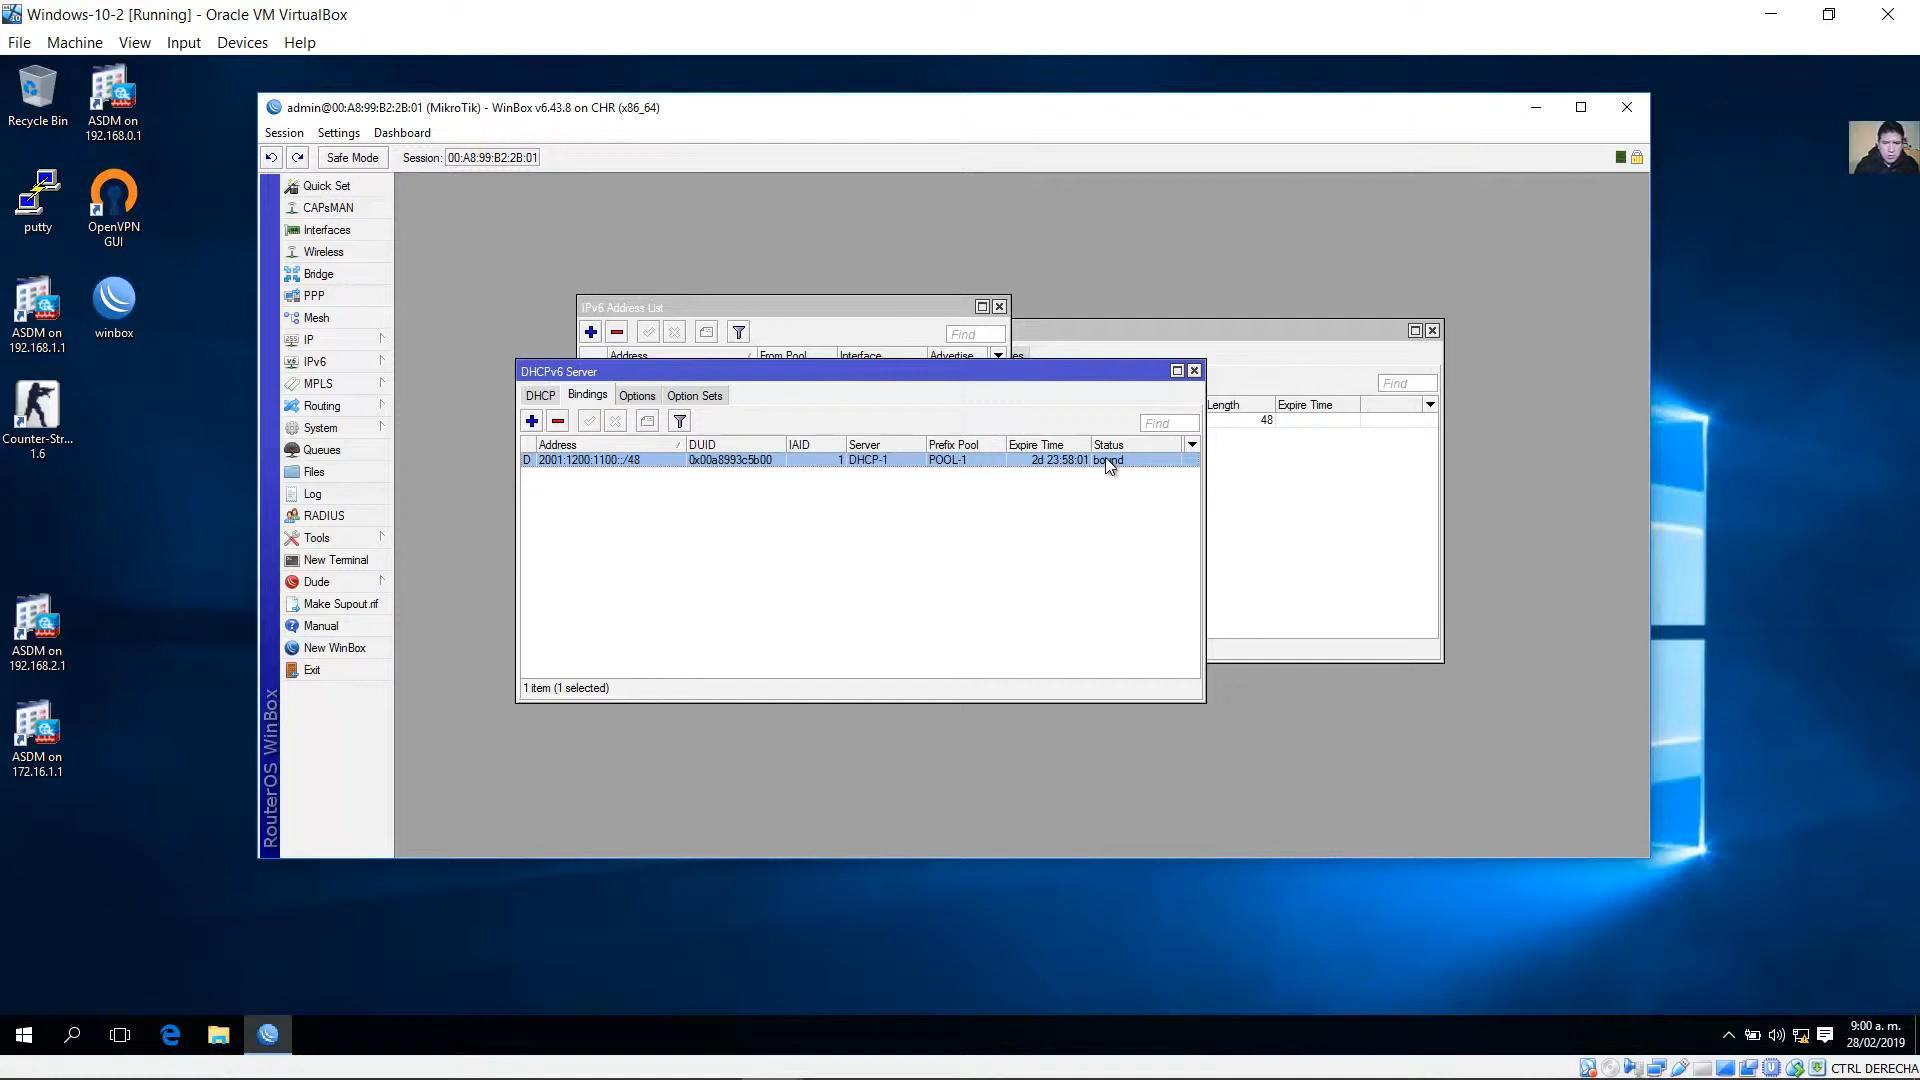 Windows-10-2 [Running] - Oracle VM VirtualBox
File Machine View Input Devices Help
Recycle Bin
ASDM on
192.168.0.1
putty
OpenVPN
GUI
ASDM on
192.168.1.1
winbox
Counter-Str...
1.6
ASDM on
192.168.2.1
ASDM on
172.16.1.1
admin@00:A8:99:B2:2B:01 (MikroTik) - WinBox v6.43.8 on CHR (x86_64)
Session Settings Dashboard
Safe Mode Session: 00:A8:99:B2:2B:01
RouterOS WinBox
Quick Set
CAPsMAN
Interfaces
Wireless
Bridge
PPP
Mesh
IP
IPv6
MPLS
Routing
System
Queues
Files
Log
RADIUS
Tools
New Terminal
Dude
Make Supout.rif
Manual
New WinBox
Exit
IPv6 Address List
Find
Address From Pool Interface Advertise
Find
Length Expire Time
48
DHCPv6 Server
DHCP Bindings Options Option Sets
Find
Address DUID IAID Server Prefix Pool Expire Time Status
D 2001:1200:1100::/48 0x00a8993c5b00 1 DHCP-1 POOL-1 2d 23:58:01 bound
1 item (1 selected)
9:00 a. m.
28/02/2019
CTRL DERECHA